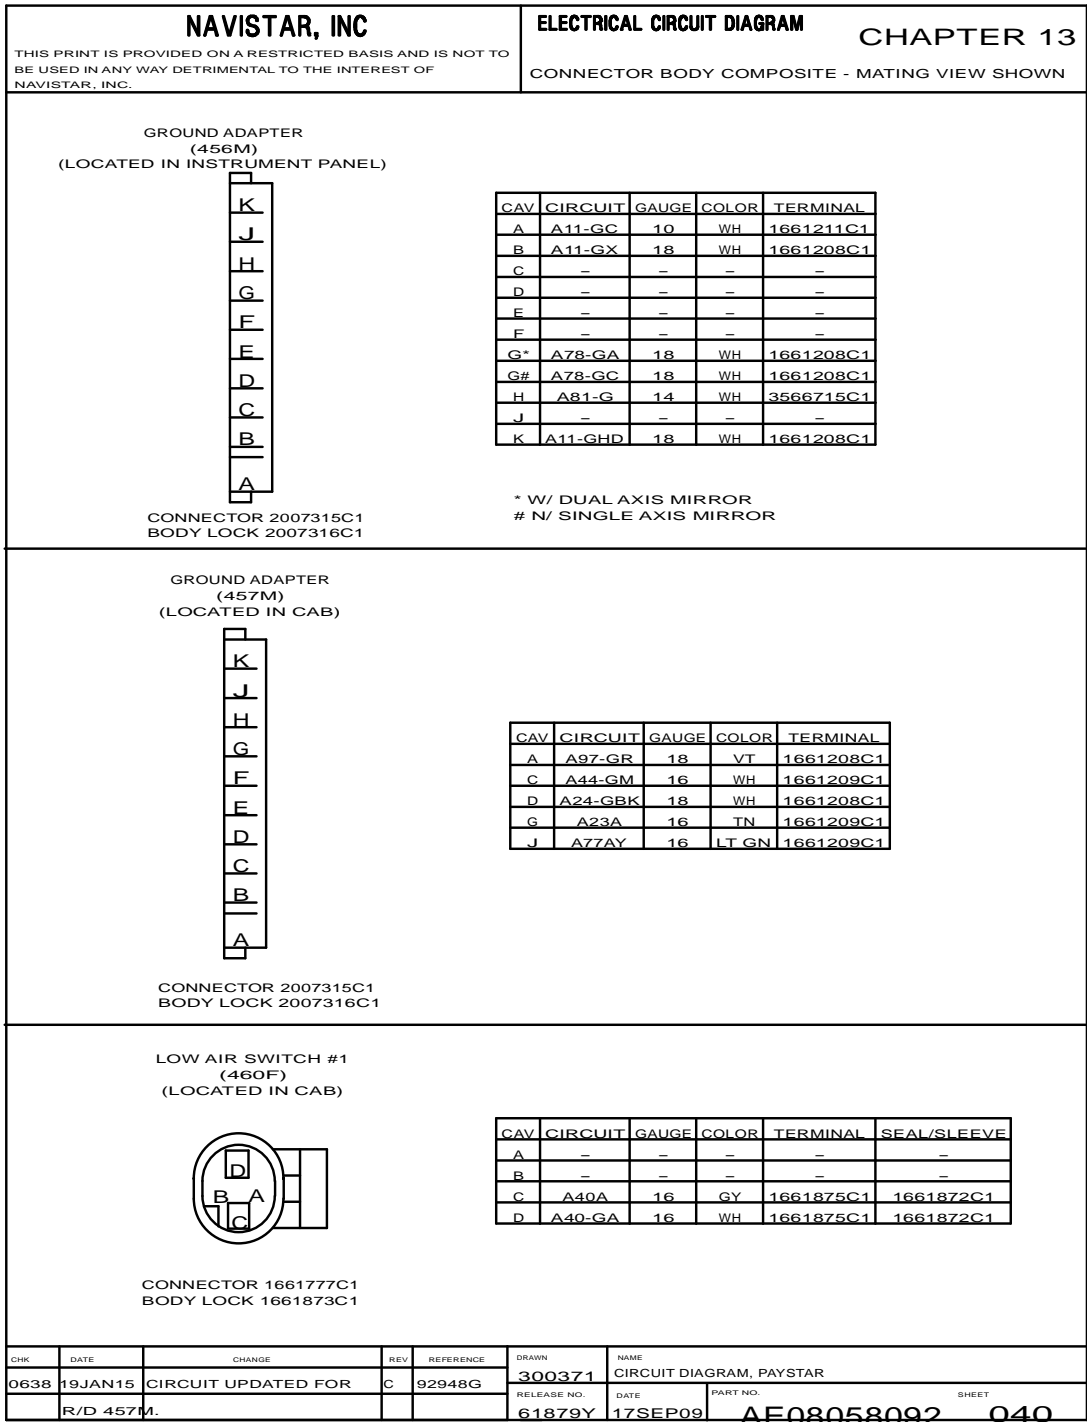 NAVISTAR, INC
THIS PRINT IS PROVIDED ON A RESTRICTED BASIS AND IS NOT TO
BE USED IN ANY WAY DETRIMENTAL TO THE INTEREST OF
NAVISTAR, INC.
ELECTRICAL CIRCUIT DIAGRAM
CHAPTER 13
CONNECTOR BODY COMPOSITE - MATING VIEW SHOWN
GROUND ADAPTER
(456M)
(LOCATED IN INSTRUMENT PANEL)
K
J
H
G
F
E
D
C
B
A
CONNECTOR 2007315C1
BODY LOCK 2007316C1
CAV CIRCUIT GAUGE COLOR TERMINAL
A A11-GC 10 WH 1661211C1
B A11-GX 18 WH 1661208C1
C – – – –
D – – – –
E – – – –
F – – – –
G* A78-GA 18 WH 1661208C1
G# A78-GC 18 WH 1661208C1
H A81-G 14 WH 3566715C1
J – – – –
K A11-GHD 18 WH 1661208C1
* W/ DUAL AXIS MIRROR
# N/ SINGLE AXIS MIRROR
GROUND ADAPTER
(457M)
(LOCATED IN CAB)
K
J
H
G
F
E
D
C
B
A
CONNECTOR 2007315C1
BODY LOCK 2007316C1
CAV CIRCUIT GAUGE COLOR TERMINAL
A A97-GR 18 VT 1661208C1
C A44-GM 16 WH 1661209C1
D A24-GBK 18 WH 1661208C1
G A23A 16 TN 1661209C1
J A77AY 16 LT GN 1661209C1
LOW AIR SWITCH #1
(460F)
(LOCATED IN CAB)
D
B A
C
CONNECTOR 1661777C1
BODY LOCK 1661873C1
CAV CIRCUIT GAUGE COLOR TERMINAL SEAL/SLEEVE
A – – – – –
B – – – – –
C A40A 16 GY 1661875C1 1661872C1
D A40-GA 16 WH 1661875C1 1661872C1
CHK DATE CHANGE REV REFERENCE
0638 19JAN15 CIRCUIT UPDATED FOR C 92948G
R/D 457M.
DRAWN
300371
NAME
CIRCUIT DIAGRAM, PAYSTAR
RELEASE NO.
61879Y
DATE
17SEP09
PART NO.
AF08058092
SHEET
040